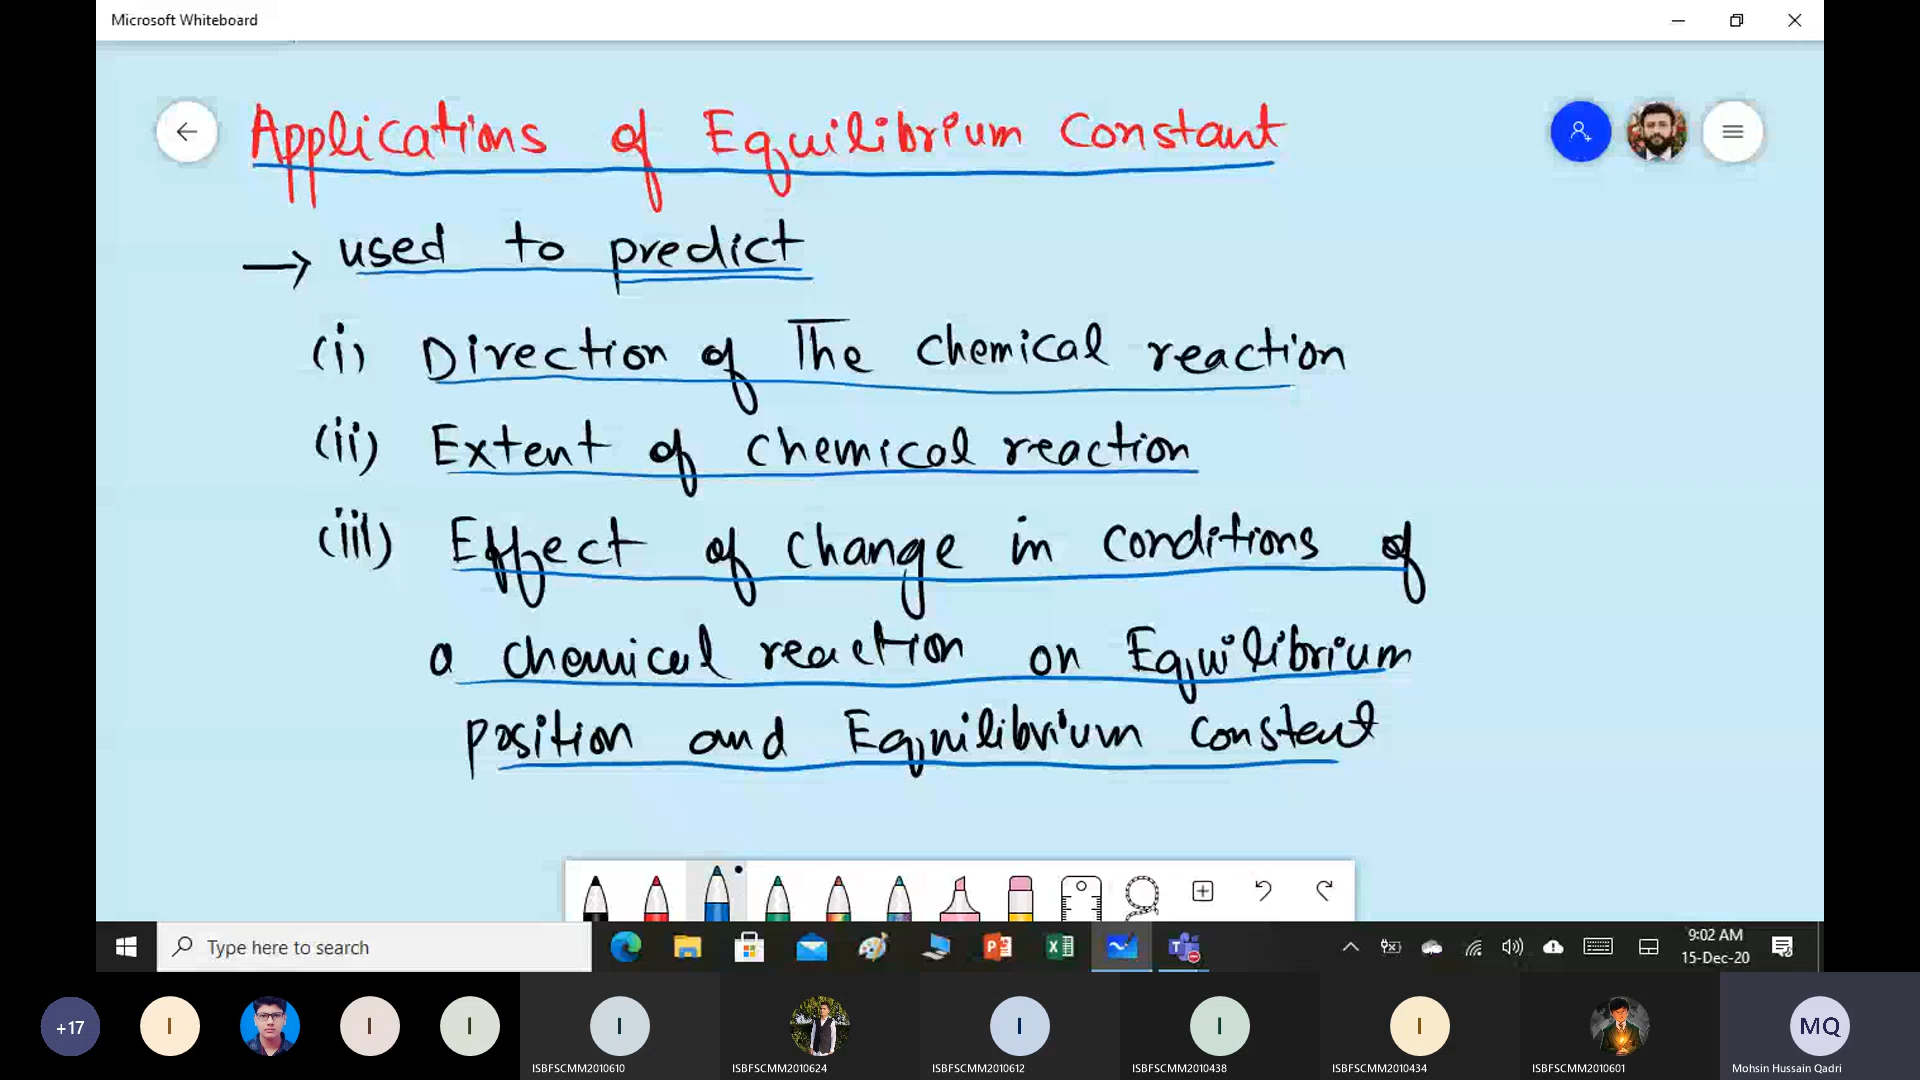 Microsoft Whiteboard
Applications of Equilibrium Constant
→ used to predict
(i) Direction of The chemical reaction
(ii) Extent of chemical reaction
(iii) Effect of change in conditions of
a chemical reaction on Equilibrium
position and Equilibrium constant
Type here to search
9:02 AM
15-Dec-20
+17
I
I
I
I
I
I
I
MQ
ISBFSCMM2010610
ISBFSCMM2010624
ISBFSCMM2010612
ISBFSCMM2010438
ISBFSCMM2010434
ISBFSCMM2010601
Mohsin Hussain Qadri